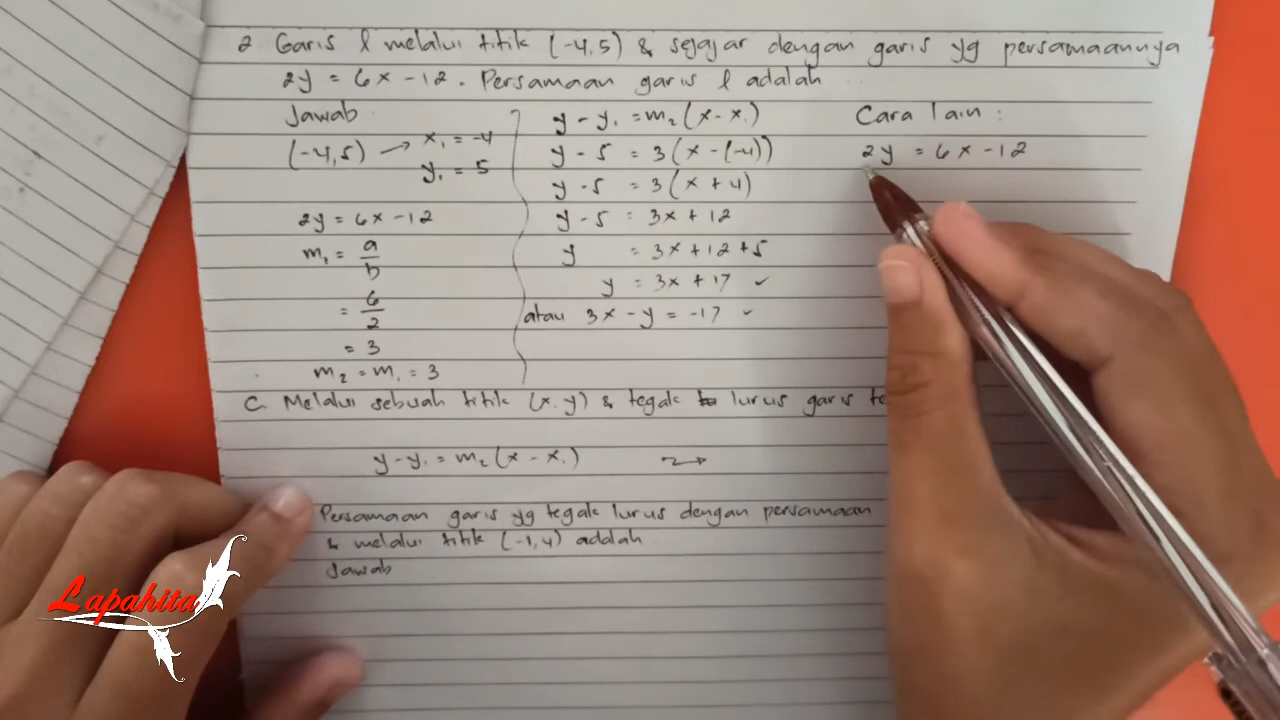 2 Garis l melalui titik (-4,5) & sejajar dengan garis yg persamaannya
2y = 6x -12. Persamaan garis l adalah
Jawab
(-4,5) → x₁ = -4
y₁ = 5
2y = 6x -12
m₁ = a/b
= 6/2
= 3
m₂ = m₁ = 3
y - y₁ = m₂(x - x₁)
y - 5 = 3(x - (-4))
y - 5 = 3(x + 4)
y - 5 = 3x + 12
y = 3x + 12 + 5
y = 3x + 17 ✓
atau 3x - y = -17 ✓
Cara lain :
2y = 6x -12
C. Melalui sebuah titik (x,y) & tegak lurus garis
y - y₁ = m₂(x - x₁)
Persamaan garis yg tegak lurus dengan persamaan
& melalui titik (-1,4) adalah
Jawab
Lapahita